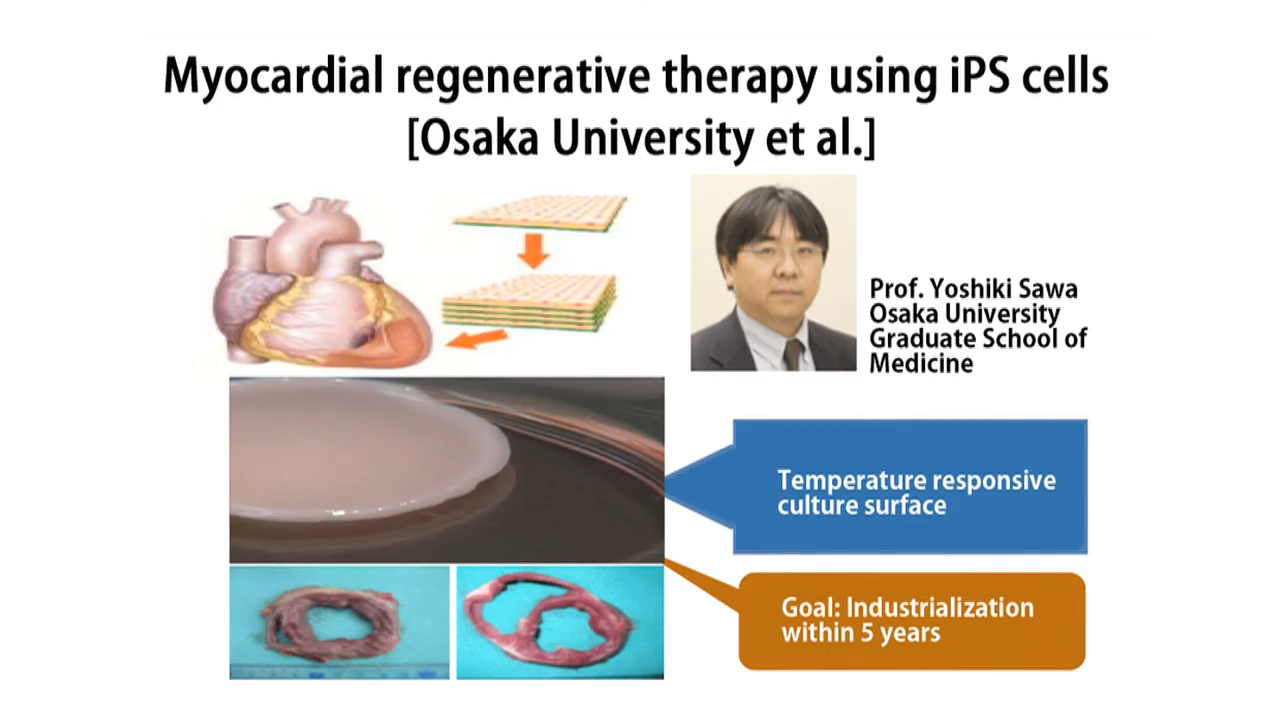 Myocardial regenerative therapy using iPS cells
[Osaka University et al.]
Prof. Yoshiki Sawa
Osaka University
Graduate School of
Medicine
Temperature responsive
culture surface
Goal: Industrialization
within 5 years